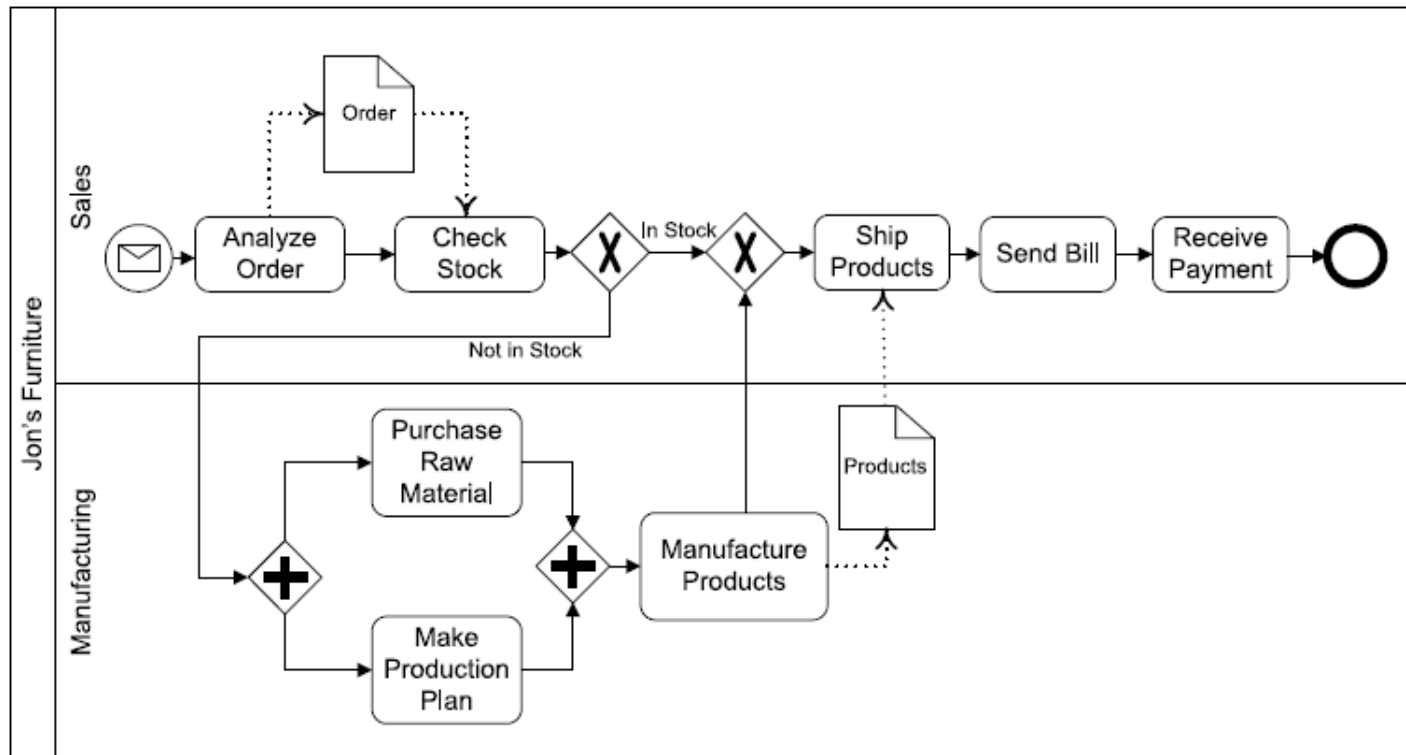 Jon's Furniture
Sales
Order
Analyze
Order
Check
Stock
In Stock
Not in Stock
Ship
Products
Send Bill
Receive
Payment
Manufacturing
Purchase
Raw
Material
Make
Production
Plan
Manufacture
Products
Products